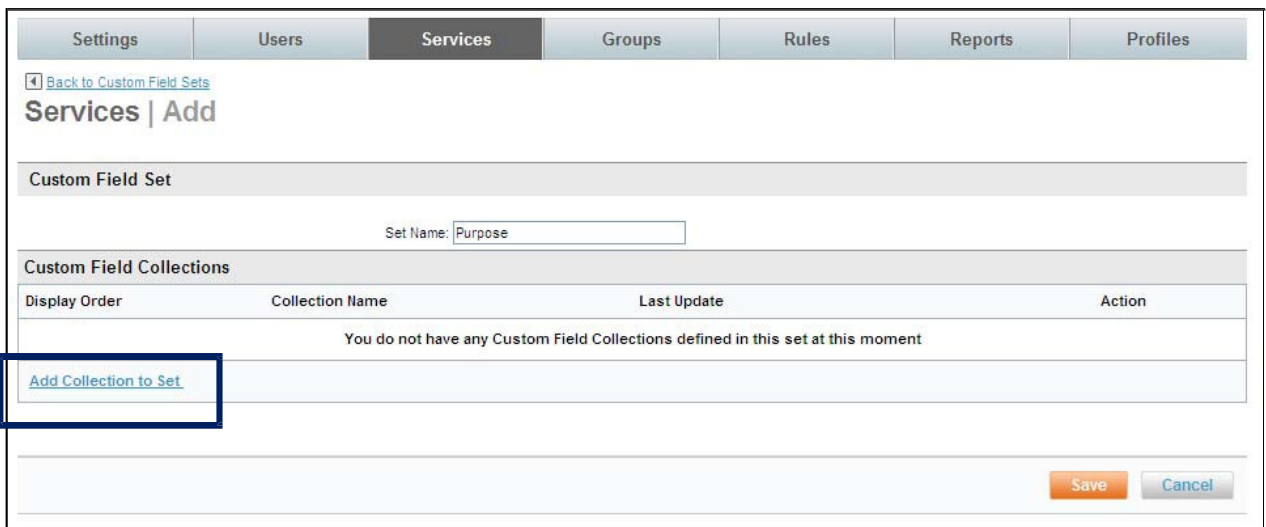 Settings Users Services Groups Rules Reports Profiles
Back to Custom Field Sets
Services | Add
Custom Field Set
Set Name: Purpose
Custom Field Collections
Display Order Collection Name Last Update Action
You do not have any Custom Field Collections defined in this set at this moment
Add Collection to Set
Save Cancel